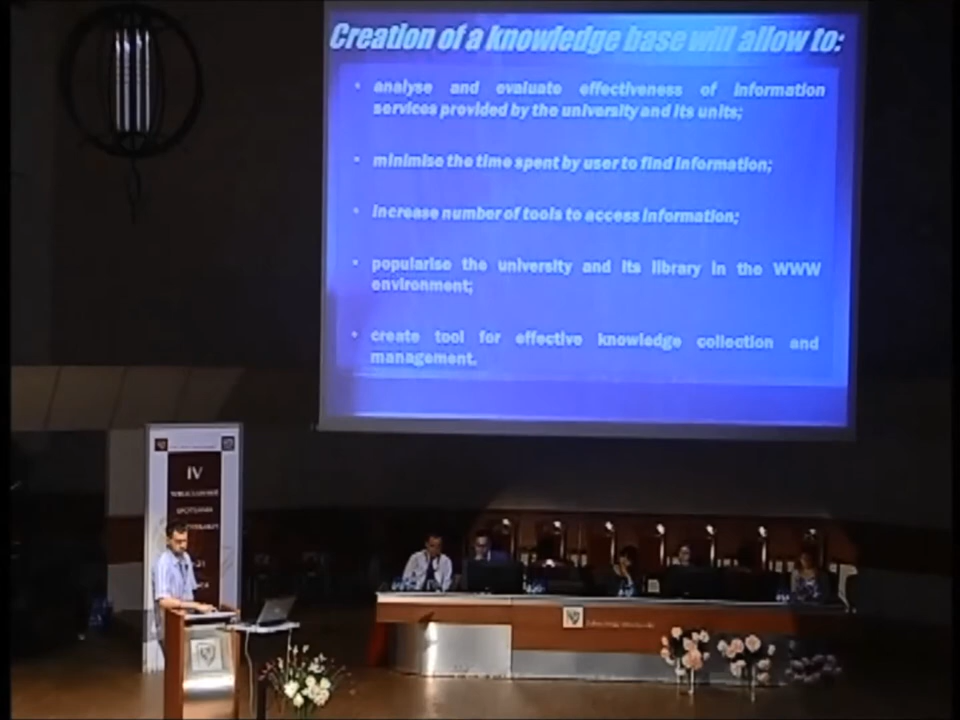 Creation of a knowledge base will allow to:
• analyse and evaluate effectiveness of information
services provided by the university and its units;
• minimise the time spent by user to find information;
• increase number of tools to access information;
• popularise the university and its library in the WWW
environment;
• create tool for effective knowledge collection and
management.
IV